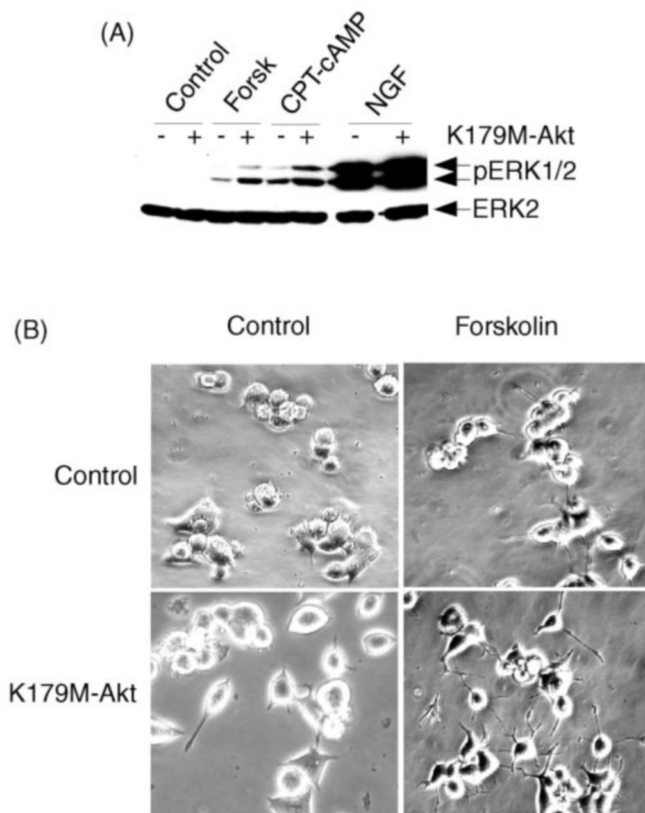 (A)
Control
Forsk
CPT-cAMP
NGF
- + - + - + - + K179M-Akt
pERK1/2
ERK2
(B)
Control Forskolin
Control
K179M-Akt